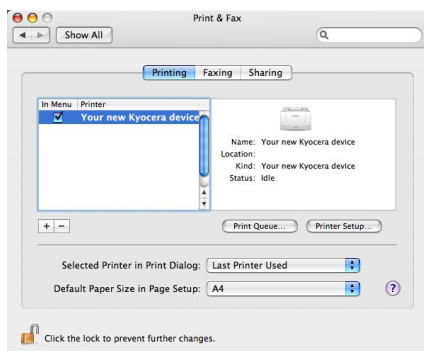 Print & Fax
Show All
Printing Faxing Sharing
In Menu Printer
Your new Kyocera device
Name: Your new Kyocera device
Location:
Kind: Your new Kyocera device
Status: Idle
+ −
Print Queue... Printer Setup...
Selected Printer in Print Dialog: Last Printer Used
Default Paper Size in Page Setup: A4
?
Click the lock to prevent further changes.